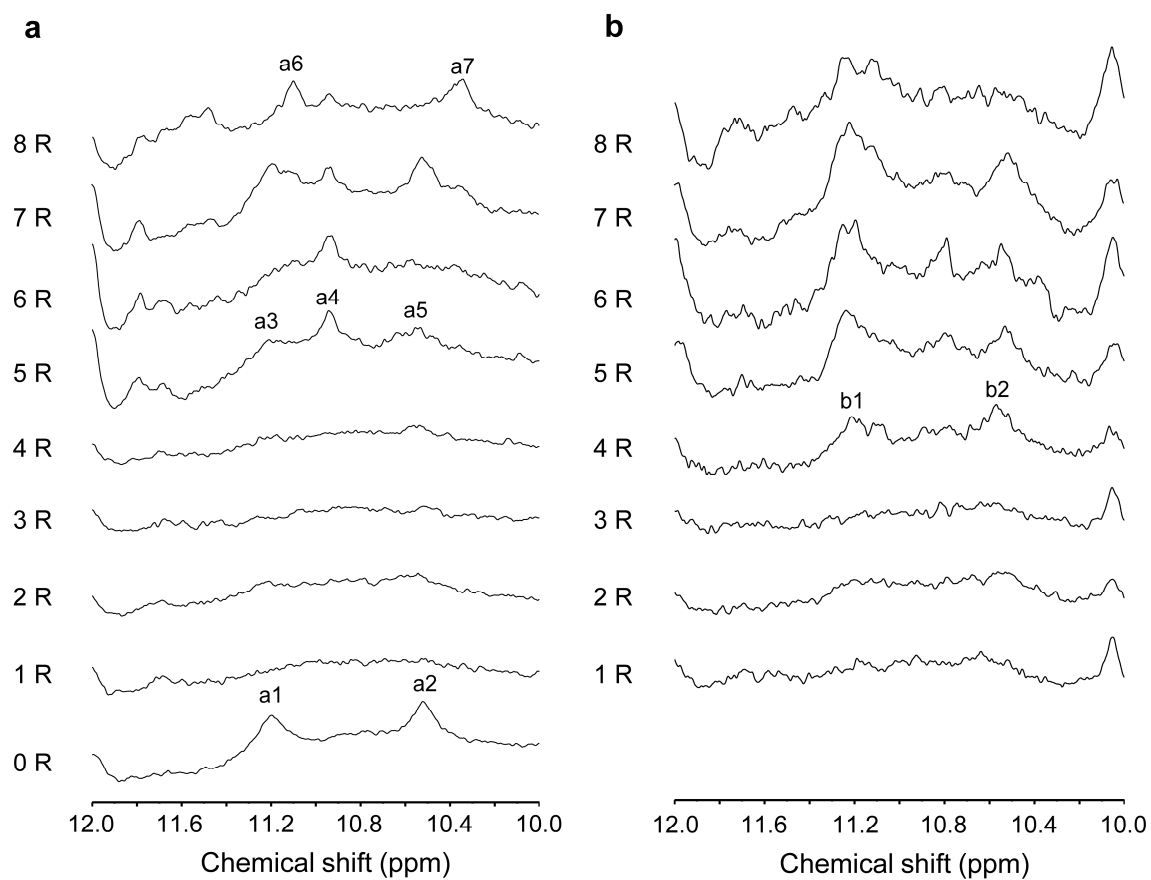 a
a6
a7
8 R
7 R
6 R
a3
a4
a5
5 R
4 R
3 R
2 R
1 R
a1
a2
0 R
12.0 11.6 11.2 10.8 10.4 10.0
Chemical shift (ppm)
b
8 R
7 R
6 R
5 R
b1
b2
4 R
3 R
2 R
1 R
12.0 11.6 11.2 10.8 10.4 10.0
Chemical shift (ppm)